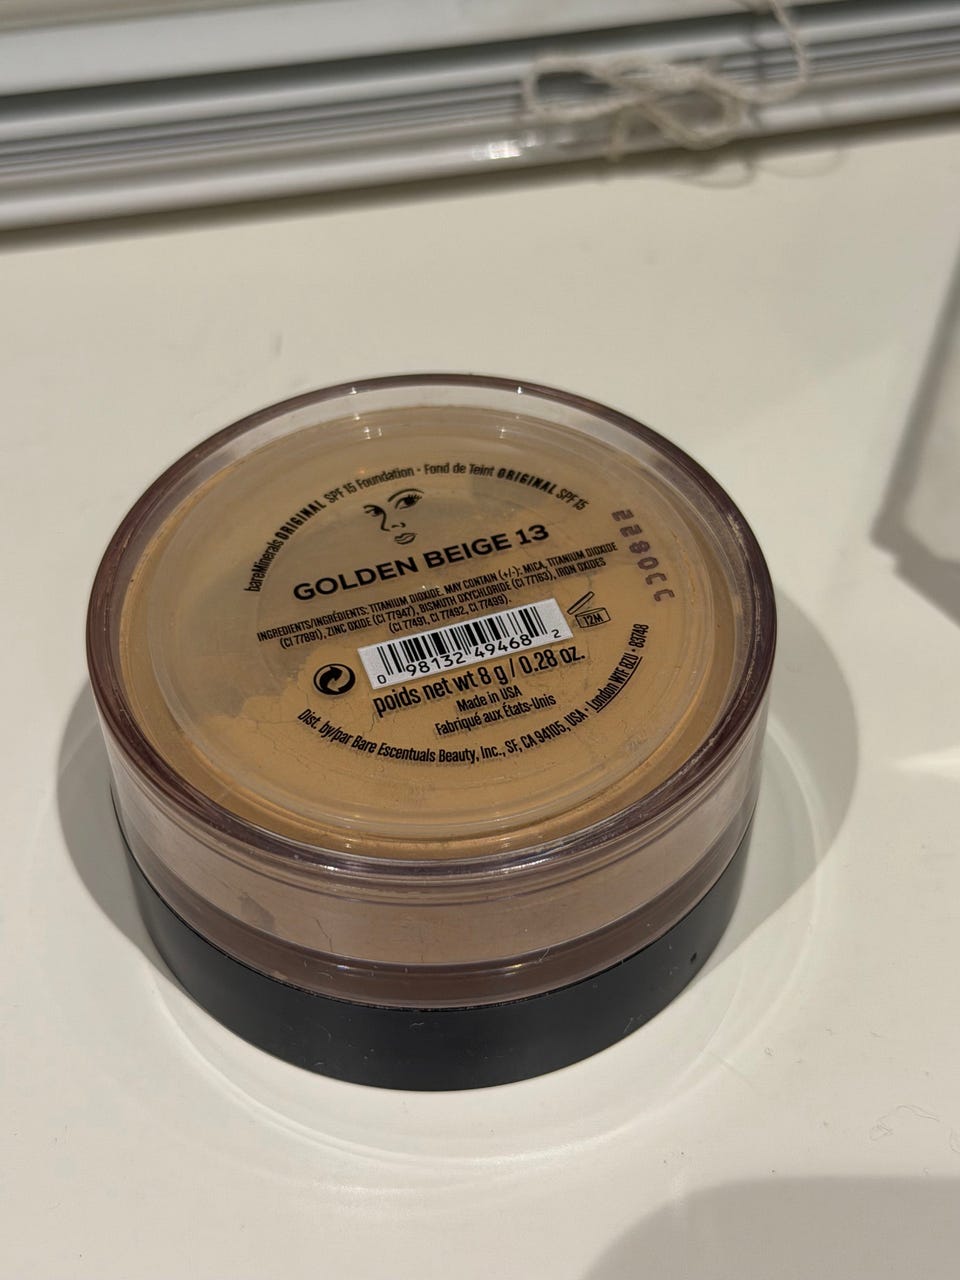 bareMinerals ORIGINAL SPF 15 Foundation - Fond de Teint ORIGINAL SPF 15
GOLDEN BEIGE 13
INGREDIENTS/INGRÉDIENTS: TITANIUM DIOXIDE. MAY CONTAIN (+/-): MICA, TITANIUM DIOXIDE
(CI 77891), ZINC OXIDE (CI 77947), BISMUTH OXYCHLORIDE (CI 77163), IRON OXIDES
(CI 77491, CI 77492, CI 77499).
12M
0 98132 49468 2
poids net wt 8 g / 0.28 oz.
Made in USA
Fabriqué aux États-Unis
Dist. by/par Bare Escentuals Beauty, Inc., SF, CA 94105, USA - London W1F 8ZU - 83748